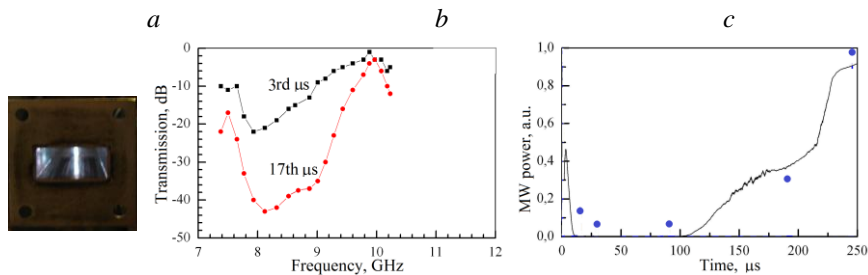 a
b
c
Transmission, dB
0
-10
-20
-30
-40
-50
3rd μs
17th μs
7
8
9
10
11
12
Frequency, GHz
MW power, a.u.
1,0
0,8
0,6
0,4
0,2
0,0
0
50
100
150
200
250
Time, μs